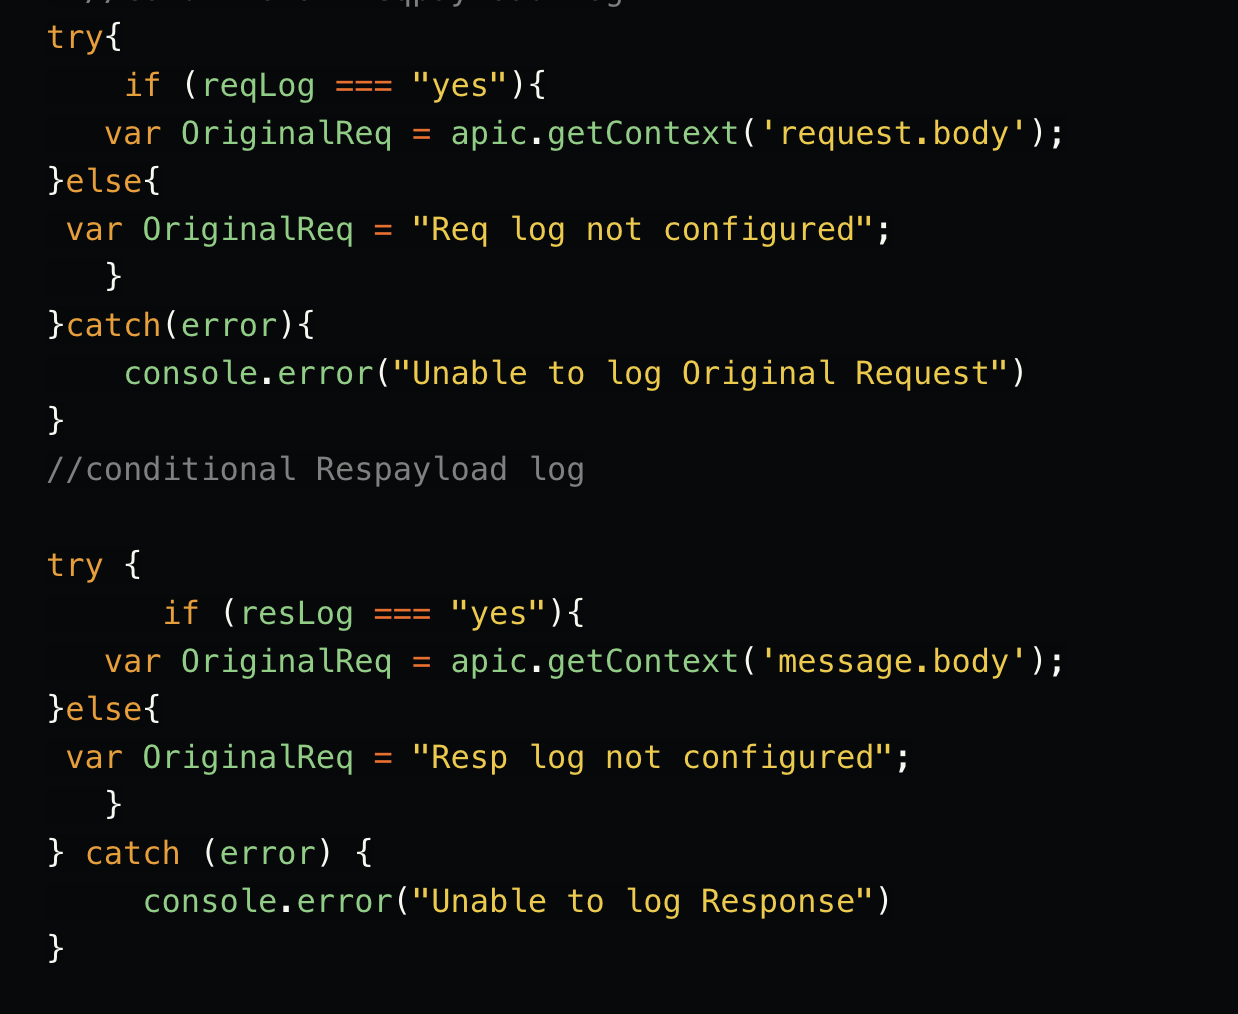 try{
    if (reqLog === "yes"){
   var OriginalReq = apic.getContext('request.body');
}else{
 var OriginalReq = "Req log not configured";
   }
}catch(error){
    console.error("Unable to log Original Request")
}
//conditional Respayload log
try {
      if (resLog === "yes"){
   var OriginalReq = apic.getContext('message.body');
}else{
 var OriginalReq = "Resp log not configured";
   }
} catch (error) {
     console.error("Unable to log Response")
}